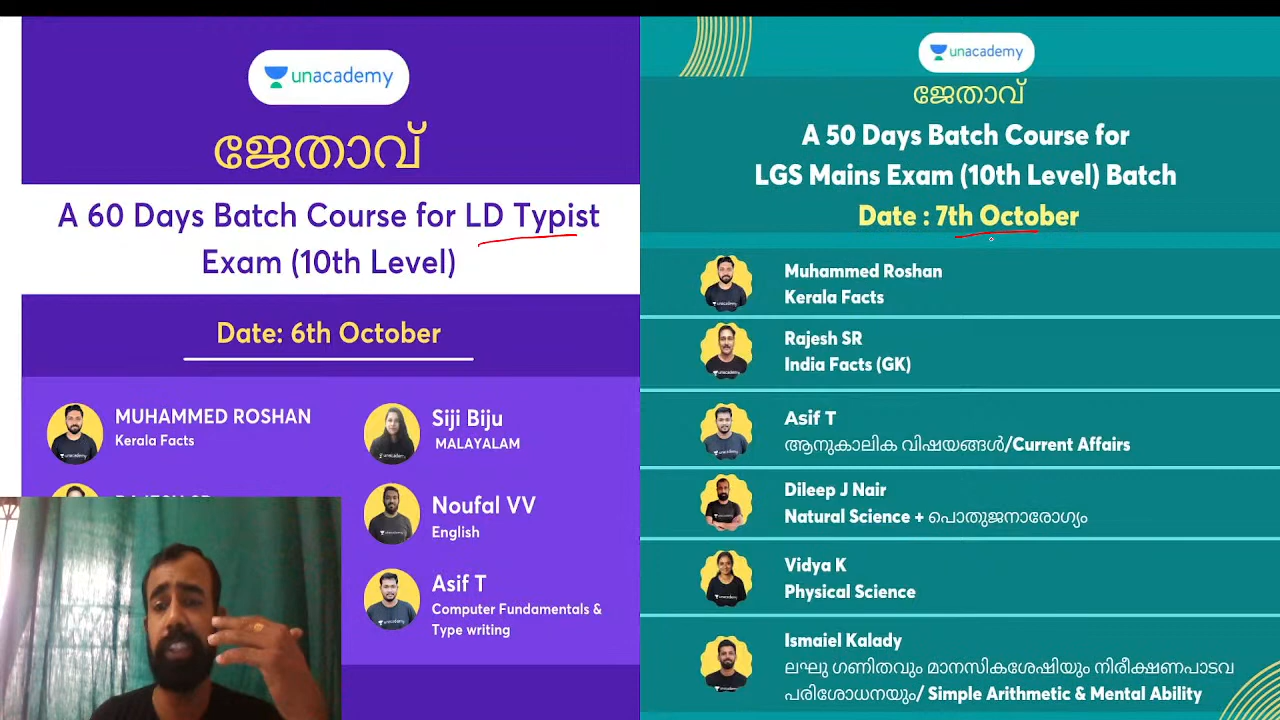 unacademy
ജേതാവ്
A 60 Days Batch Course for LD Typist
Exam (10th Level)
Date: 6th October
MUHAMMED ROSHAN
Kerala Facts
Siji Biju
MALAYALAM
Noufal VV
English
Asif T
Computer Fundamentals &
Type writing
unacademy
ജേതാവ്
A 50 Days Batch Course for
LGS Mains Exam (10th Level) Batch
Date : 7th October
Muhammed Roshan
Kerala Facts
Rajesh SR
India Facts (GK)
Asif T
ആനുകാലിക വിഷയങ്ങൾ/Current Affairs
Dileep J Nair
Natural Science + പൊതുജനാരോഗ്യം
Vidya K
Physical Science
Ismaiel Kalady
ലഘു ഗണിതവും മാനസികശേഷിയും നിരീക്ഷണപാടവ
പരിശോധനയും/ Simple Arithmetic & Mental Ability